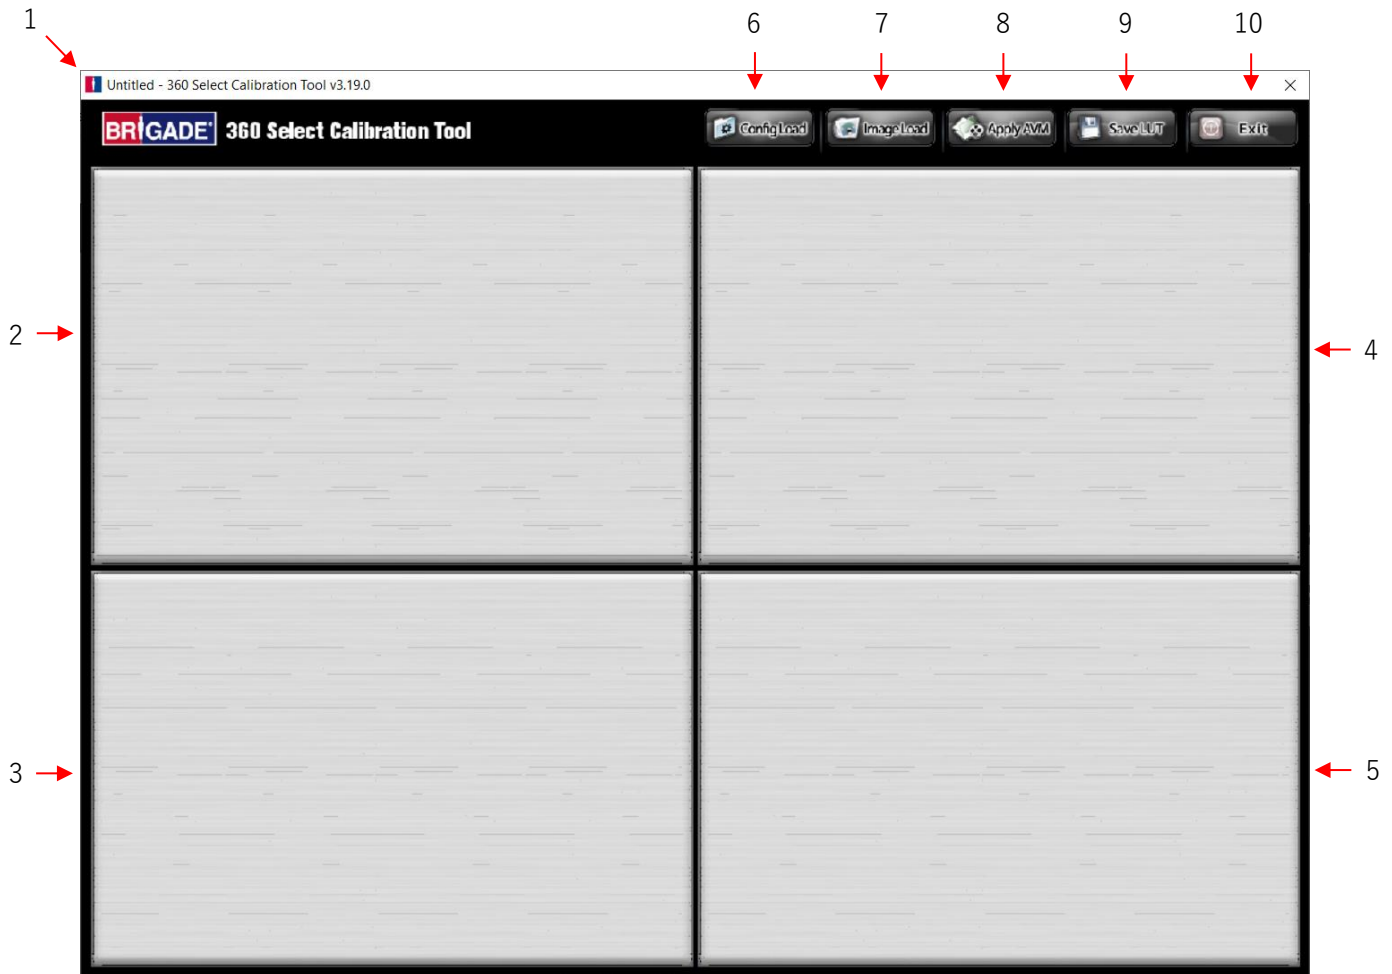 1
6 7 8 9 10
Untitled - 360 Select Calibration Tool v3.19.0
BRIGADE 360 Select Calibration Tool
Config Load Image Load Apply AVM Save LUT Exit
2
4
3
5